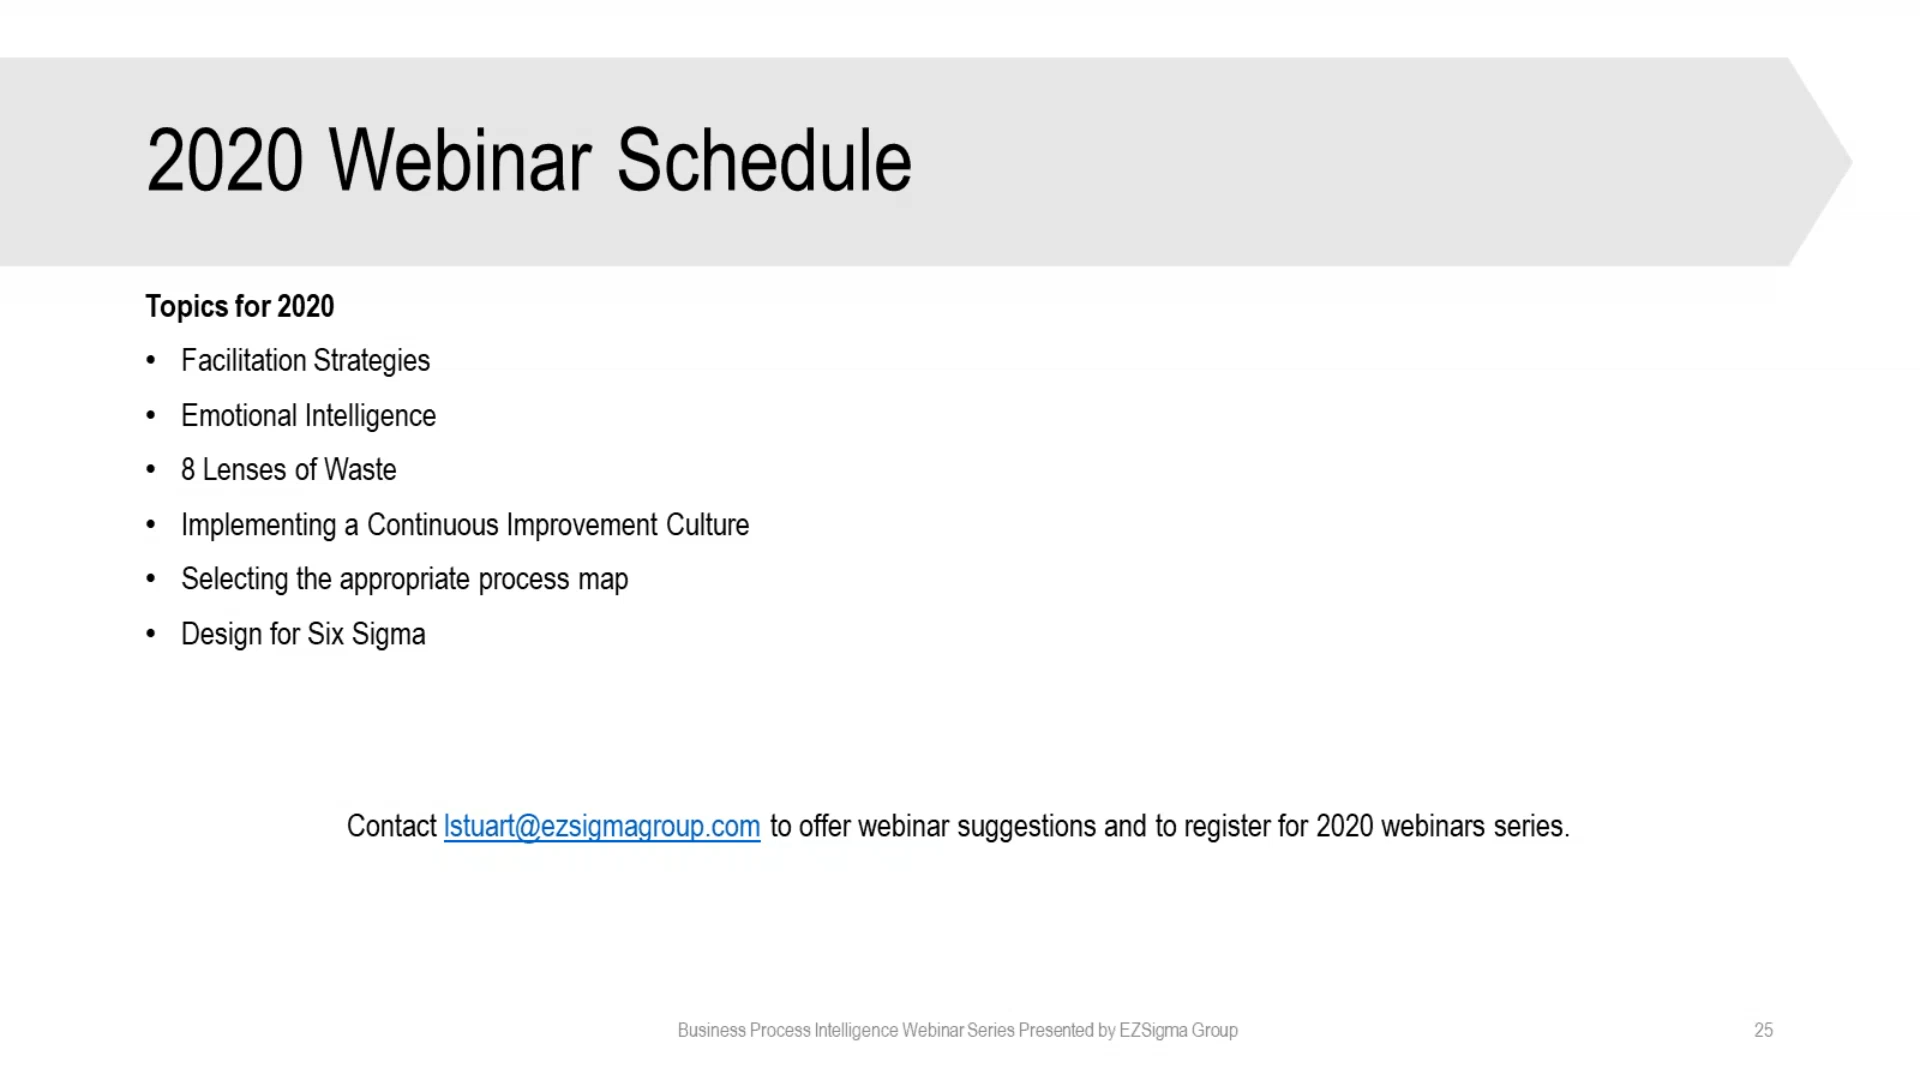 2020 Webinar Schedule
Topics for 2020
• Facilitation Strategies
• Emotional Intelligence
• 8 Lenses of Waste
• Implementing a Continuous Improvement Culture
• Selecting the appropriate process map
• Design for Six Sigma
Contact lstuart@ezsigmagroup.com to offer webinar suggestions and to register for 2020 webinars series.
Business Process Intelligence Webinar Series Presented by EZSigma Group
25